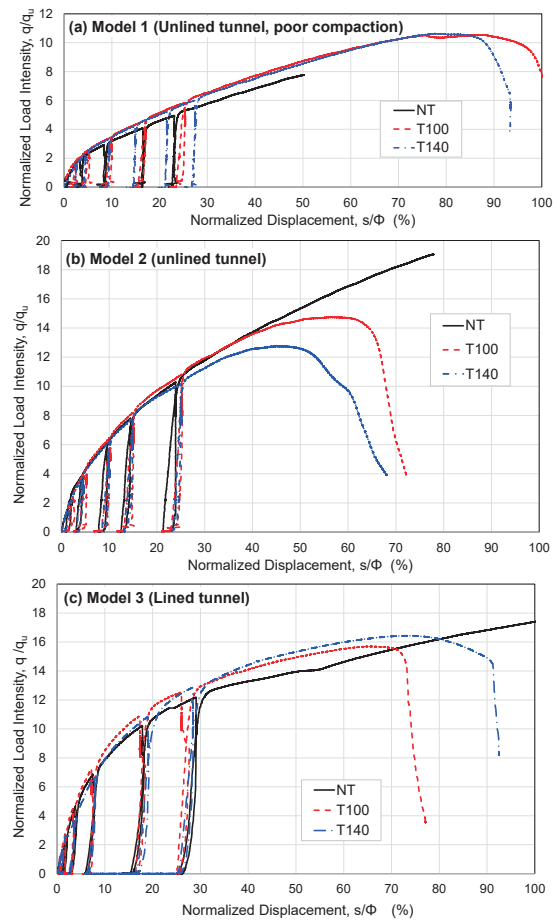 (a) Model 1 (Unlined tunnel, poor compaction)
Normalized Load Intensity, q/qu
12
10
8
6
4
2
0
NT
T100
T140
0 10 20 30 40 50 60 70 80 90 100
Normalized Displacement, s/Φ (%)
(b) Model 2 (unlined tunnel)
Normalized Load Intensity, q/qu
20
18
16
14
12
10
8
6
4
2
0
NT
T100
T140
0 10 20 30 40 50 60 70 80 90 100
Normalized Displacement, s/Φ (%)
(c) Model 3 (Lined tunnel)
Normalized Load Intensity, q/qu
20
18
16
14
12
10
8
6
4
2
0
NT
T100
T140
0 10 20 30 40 50 60 70 80 90 100
Normalized Displacement, s/Φ (%)